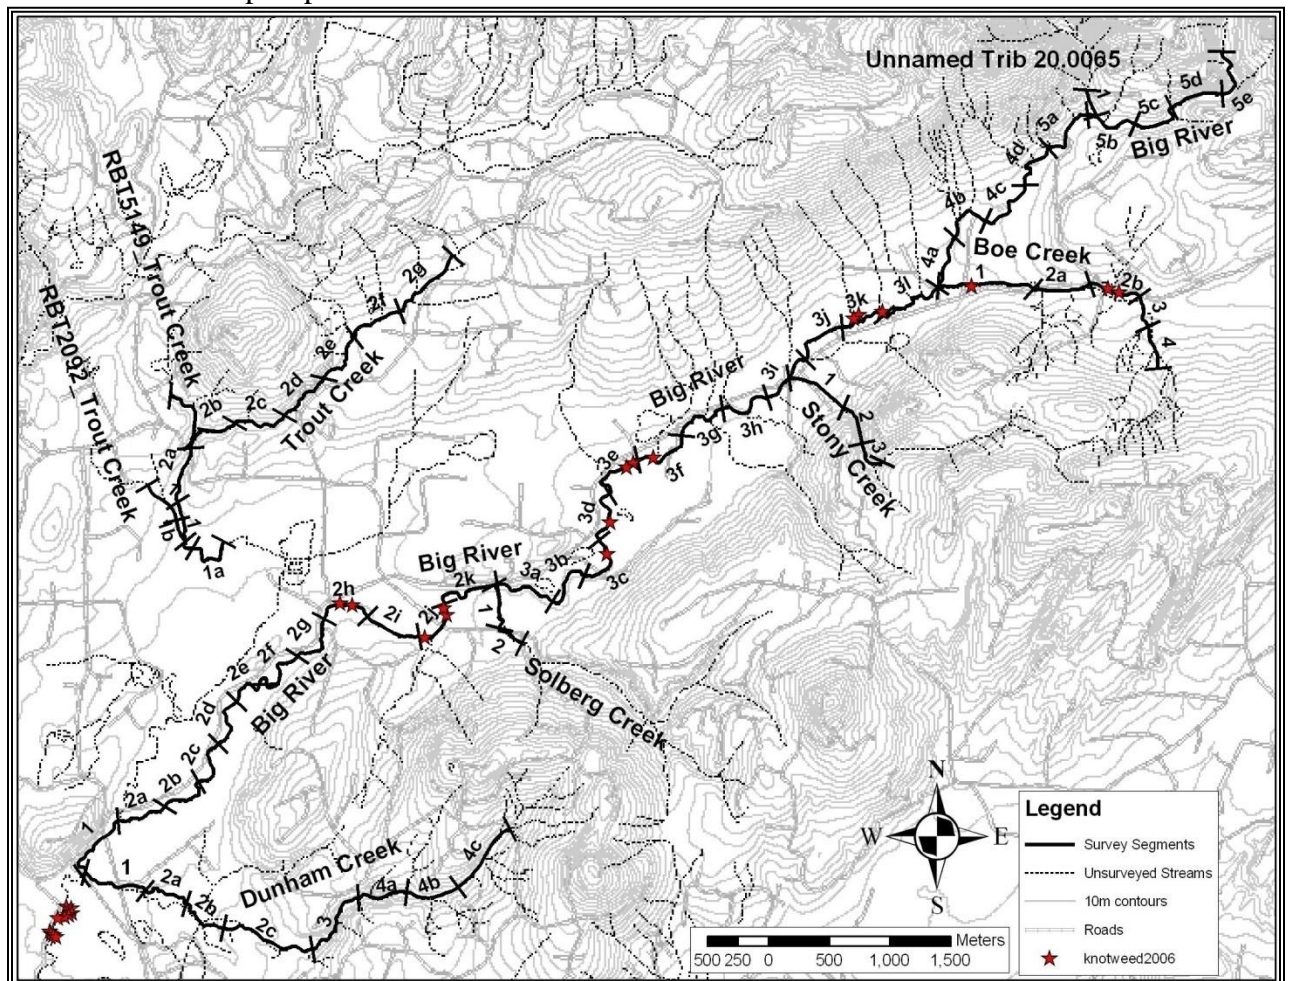 Unnamed Trib 20.0065
5d
5e
5c
5b
5a
Big River
4d
4c
4b
4a
Boe Creek
1
2a
2b
3
4
3l
3k
3j
3i
1
2
3
Stony Creek
Big River
3h
3g
3f
3e
3d
3c
3b
3a
RBT5149_Trout Creek
RBT2092_Trout Creek
2g
2f
2e
2d
2c
2b
2a
Trout Creek
1
1b
1a
Big River
2k
2j
2i
2h
2g
2f
2e
2d
2c
2b
2a
1
Big River
1
2
Solberg Creek
Dunham Creek
1
2a
2b
2c
3
4a
4b
4c
N
W
E
S
Legend
Survey Segments
Unsurveyed Streams
10m contours
Roads
knotweed2006
Meters
500 250 0 500 1,000 1,500